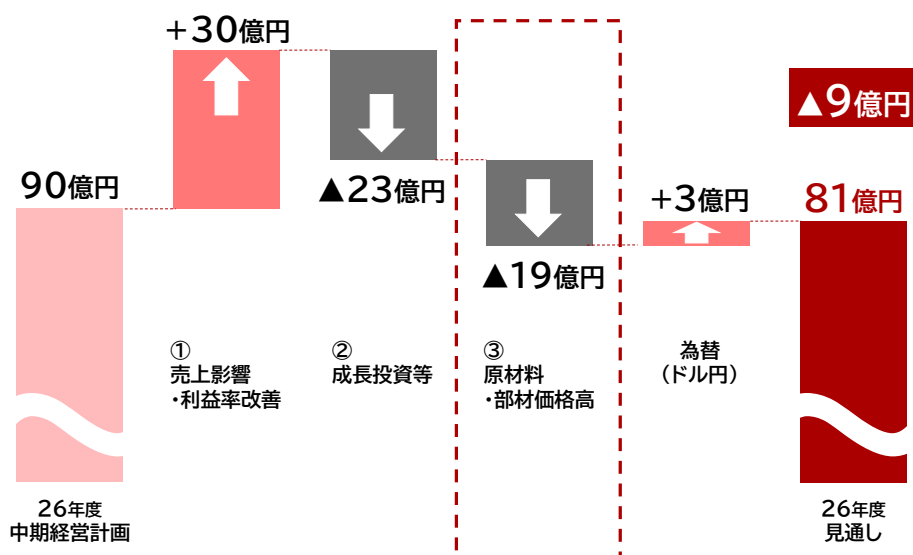 +30億円
▲9億円
90億円
▲23億円
+3億円
81億円
▲19億円
①
売上影響
・利益率改善
②
成長投資等
③
原材料
・部材価格高
為替
（ドル円）
26年度
中期経営計画
26年度
見通し